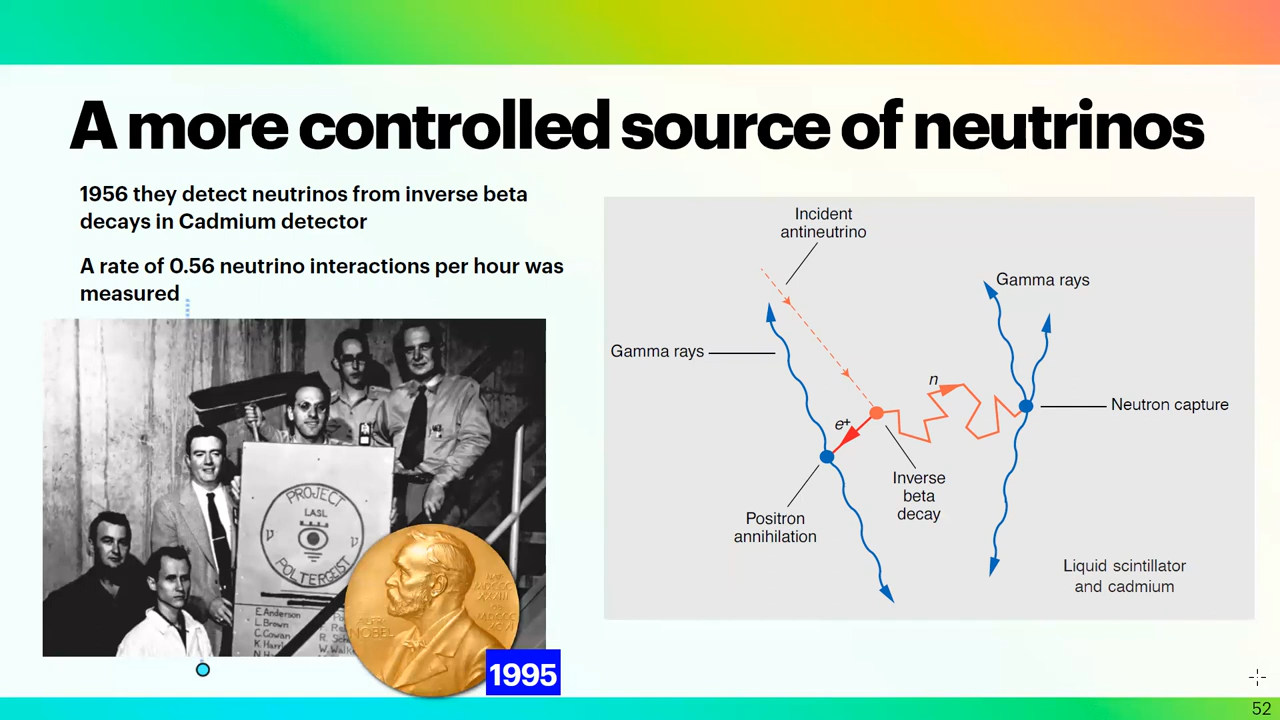 A more controlled source of neutrinos
1956 they detect neutrinos from inverse beta
decays in Cadmium detector
A rate of 0.56 neutrino interactions per hour was
measured
PROJECT
LASL
ν
ν
POLTERGEIST
E. Anderson
L. Brown
C. Cowan
1995
Incident
antineutrino
Gamma rays
Gamma rays
n
e+
Neutron capture
Inverse
beta
decay
Positron
annihilation
Liquid scintillator
and cadmium
52